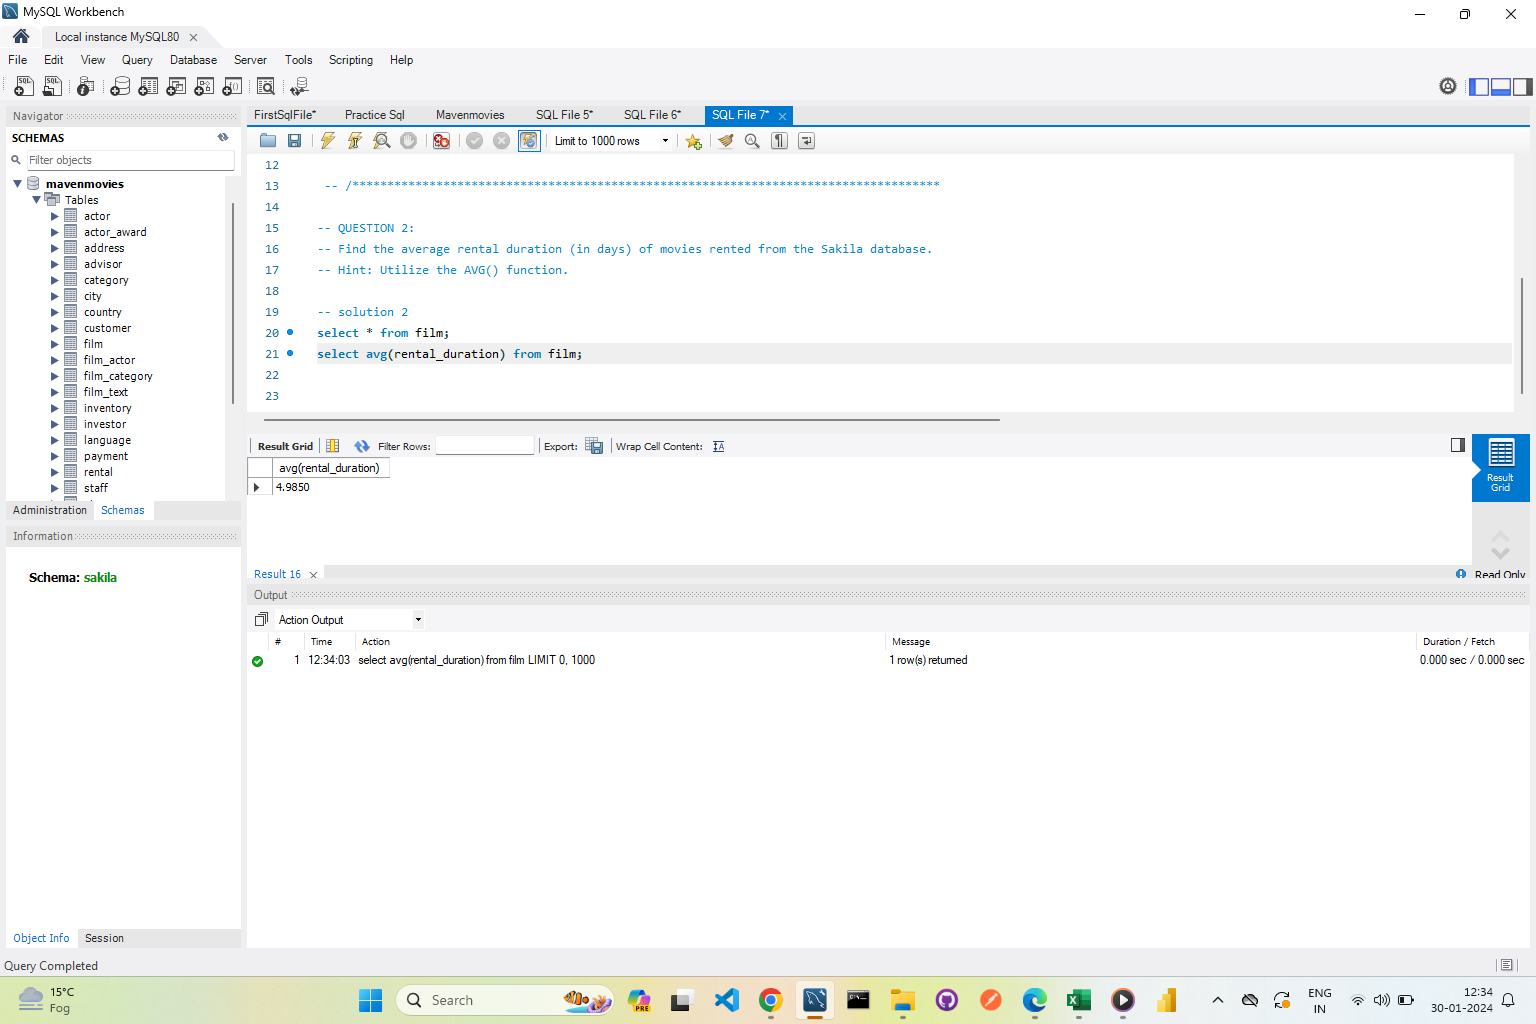 MySQL Workbench
Local instance MySQL80
File Edit View Query Database Server Tools Scripting Help
Navigator
SCHEMAS
Filter objects
mavenmovies
Tables
actor
actor_award
address
advisor
category
city
country
customer
film
film_actor
film_category
film_text
inventory
investor
language
payment
rental
staff
Administration Schemas
Information
Schema: sakila
Object Info Session
FirstSqlFile* Practice Sql Mavenmovies SQL File 5* SQL File 6* SQL File 7*
Limit to 1000 rows
12
13 -- /************************************************************************************
14
15 -- QUESTION 2:
16 -- Find the average rental duration (in days) of movies rented from the Sakila database.
17 -- Hint: Utilize the AVG() function.
18
19 -- solution 2
20 select * from film;
21 select avg(rental_duration) from film;
22
23
Result Grid Filter Rows: Export: Wrap Cell Content:
avg(rental_duration)
4.9850
Result Grid
Result 16
Read Only
Output
Action Output
# Time Action Message Duration / Fetch
1 12:34:03 select avg(rental_duration) from film LIMIT 0, 1000 1 row(s) returned 0.000 sec / 0.000 sec
Query Completed
15°C
Fog
Search
PRE
ENG
IN
12:34
30-01-2024